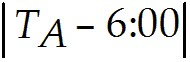 |T_A – 6:00|